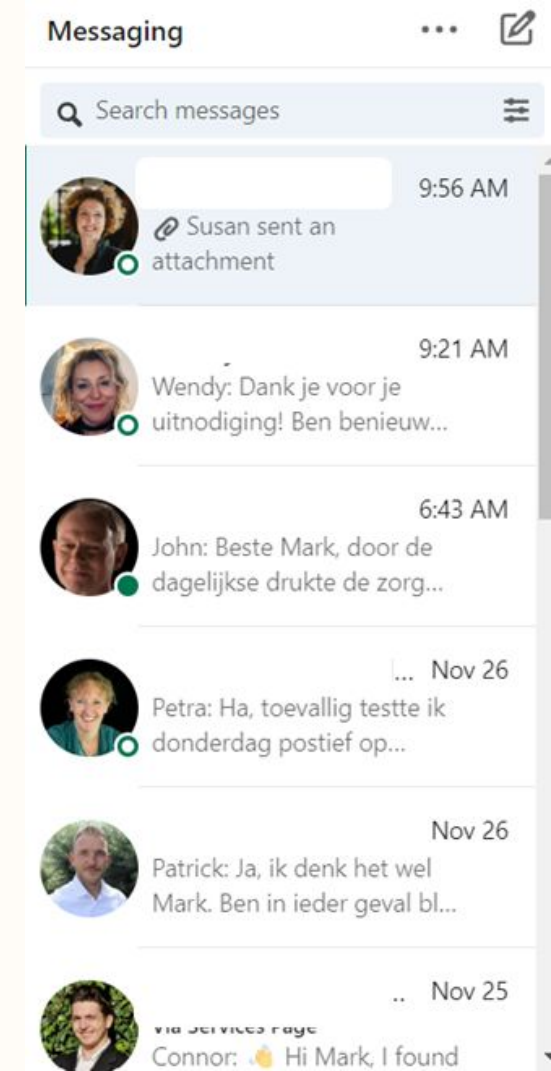 Messaging
Search messages
9:56 AM
Susan sent an
attachment
9:21 AM
Wendy: Dank je voor je
uitnodiging! Ben benieuw...
6:43 AM
John: Beste Mark, door de
dagelijkse drukte de zorg...
... Nov 26
Petra: Ha, toevallig testte ik
donderdag postief op...
Nov 26
Patrick: Ja, ik denk het wel
Mark. Ben in ieder geval bl...
.. Nov 25
Via Services Page
Connor: 👋 Hi Mark, I found